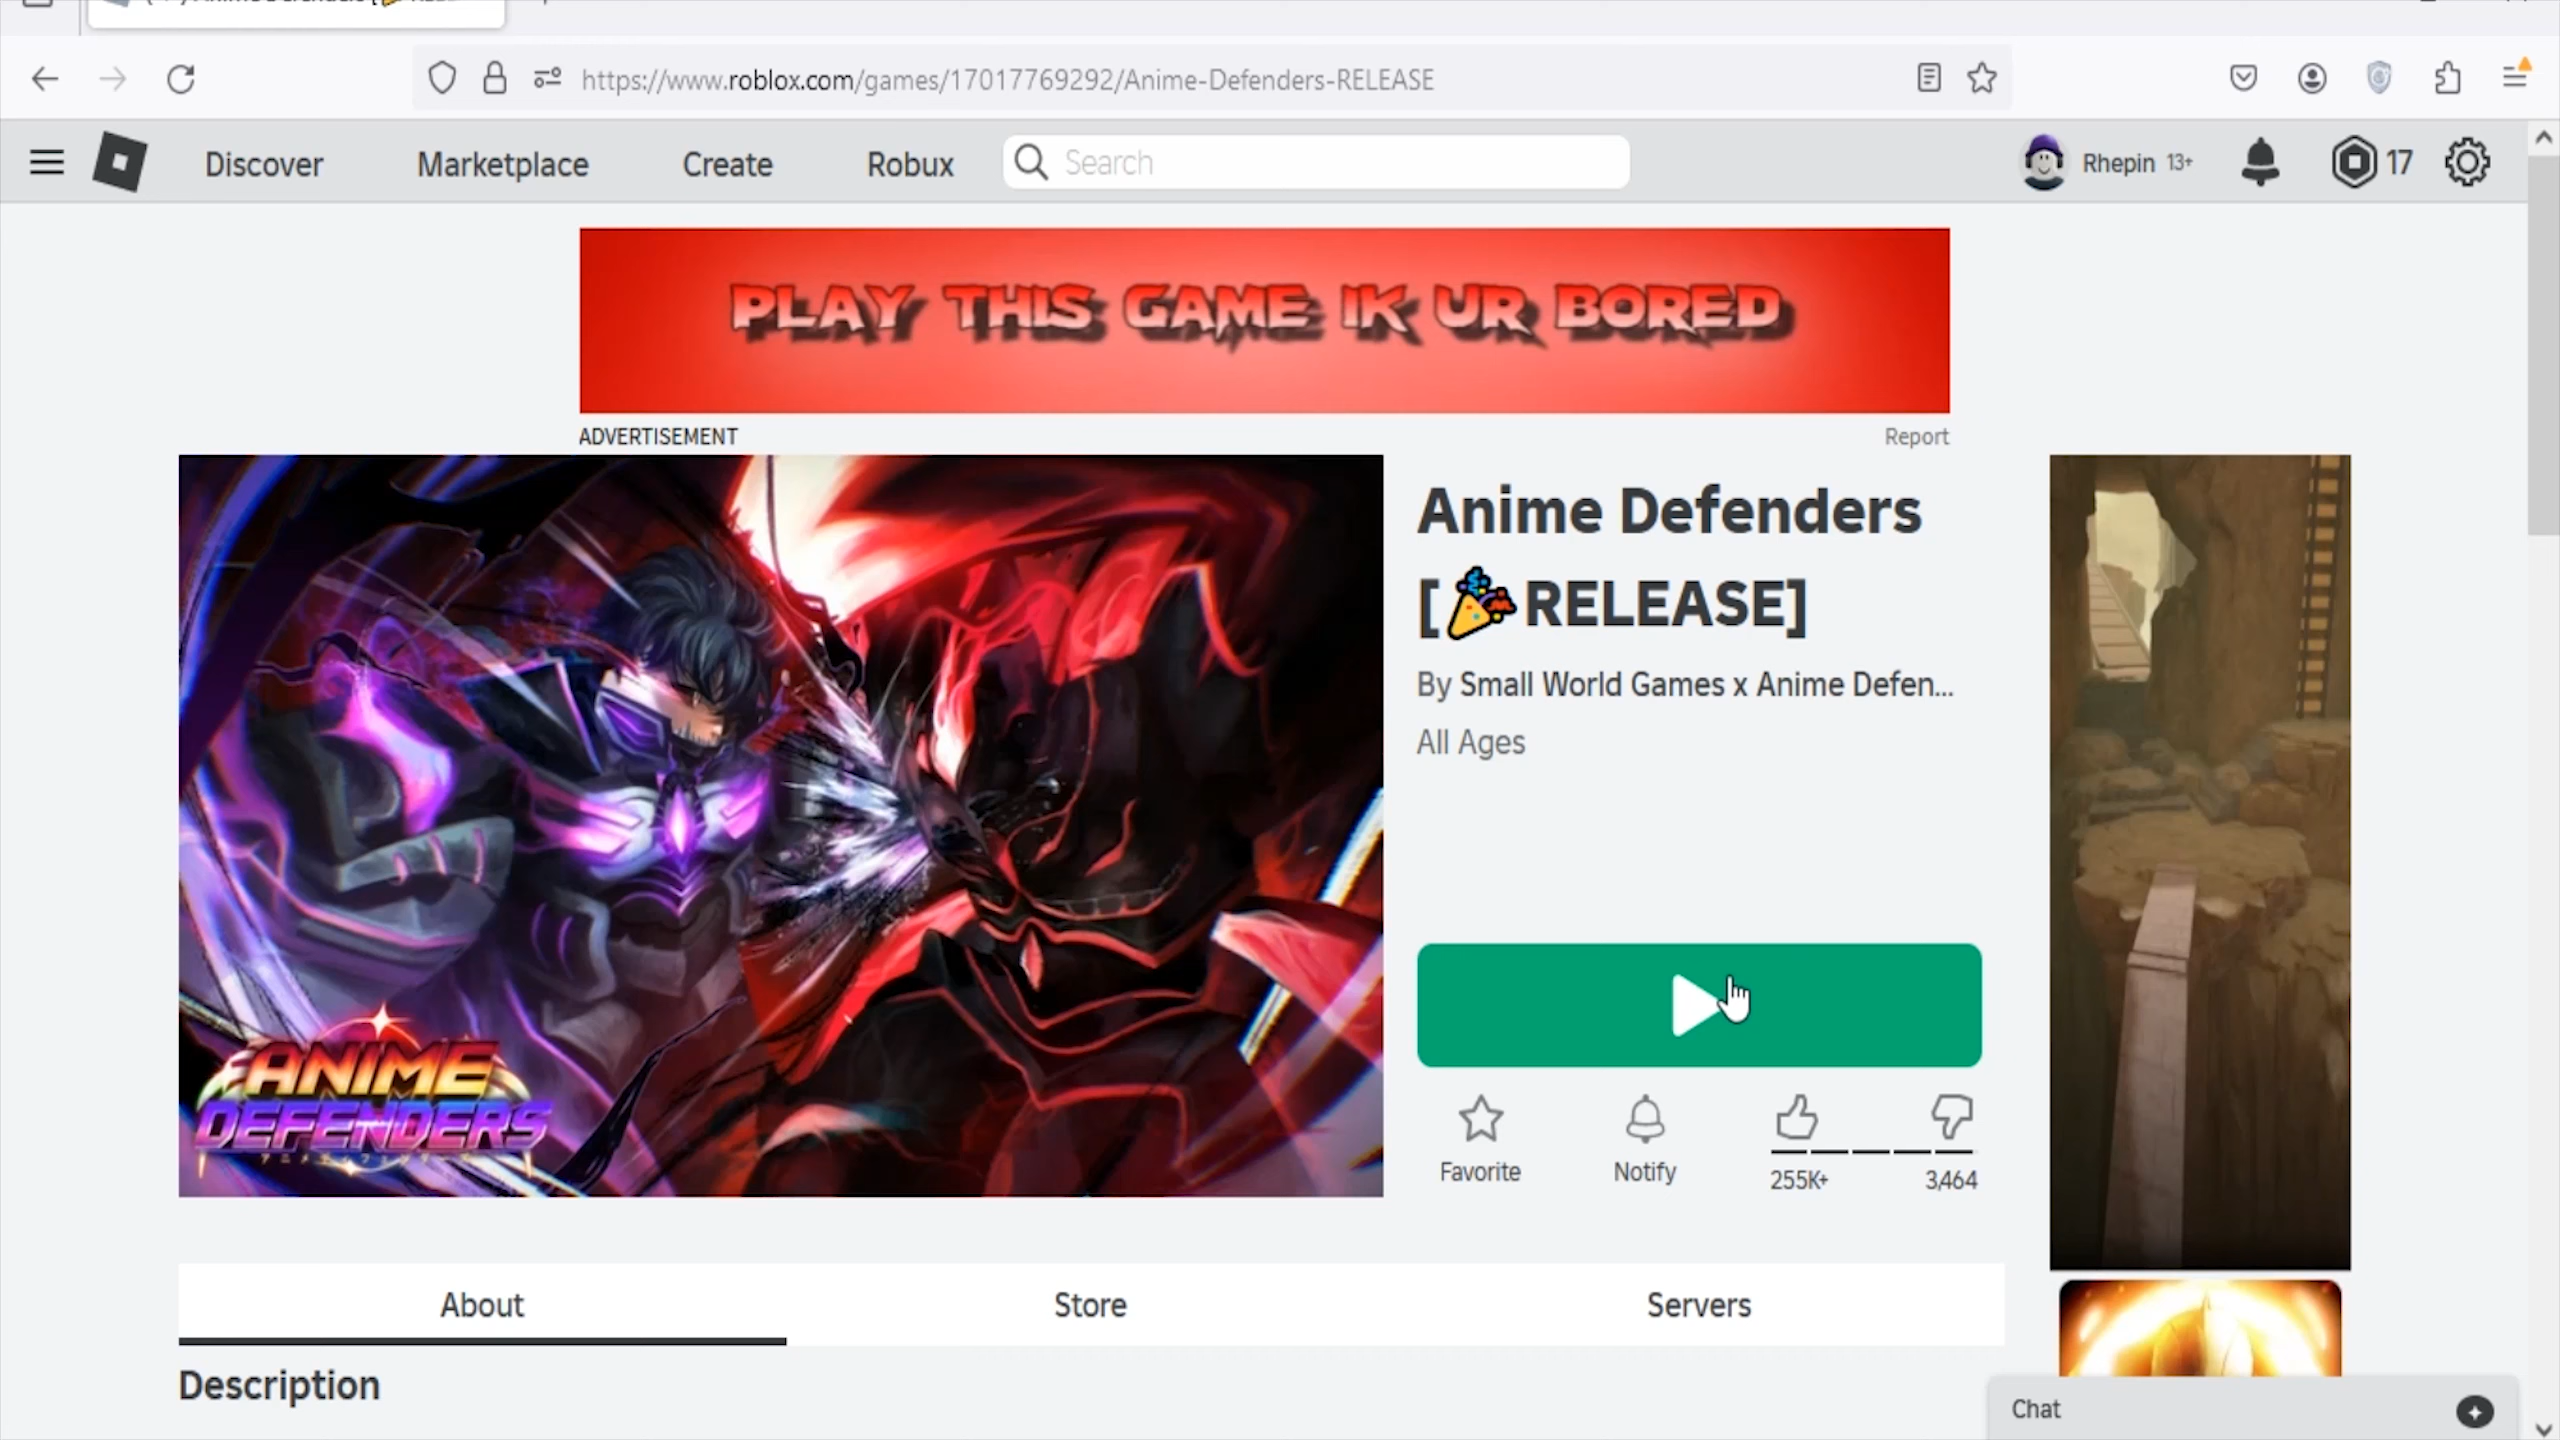 https://www.roblox.com/games/17017769292/Anime-Defenders-RELEASE
Discover
Marketplace
Create
Robux
Search
Rhepin 13+
17
PLAY THIS GAME IK UR BORED
ADVERTISEMENT
Report
ANIME
DEFENDERS
Anime Defenders
[🎉RELEASE]
By Small World Games x Anime Defen...
All Ages
Favorite
Notify
255K+
3,464
About
Store
Servers
Description
Chat